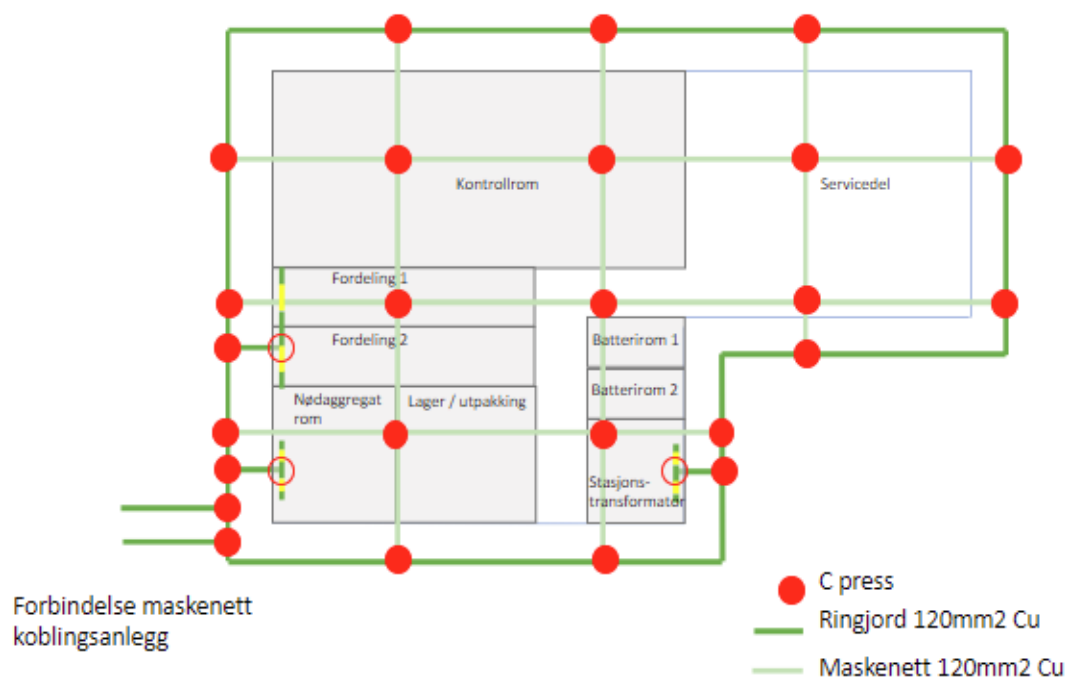 Kontrollrom
Servicedel
Fordeling 1
Fordeling 2
Batterirom 1
Batterirom 2
Nødaggregat
rom
Lager / utpakking
Stasjons-
transformator
Forbindelse maskenett
koblingsanlegg
C press
Ringjord 120mm2 Cu
Maskenett 120mm2 Cu